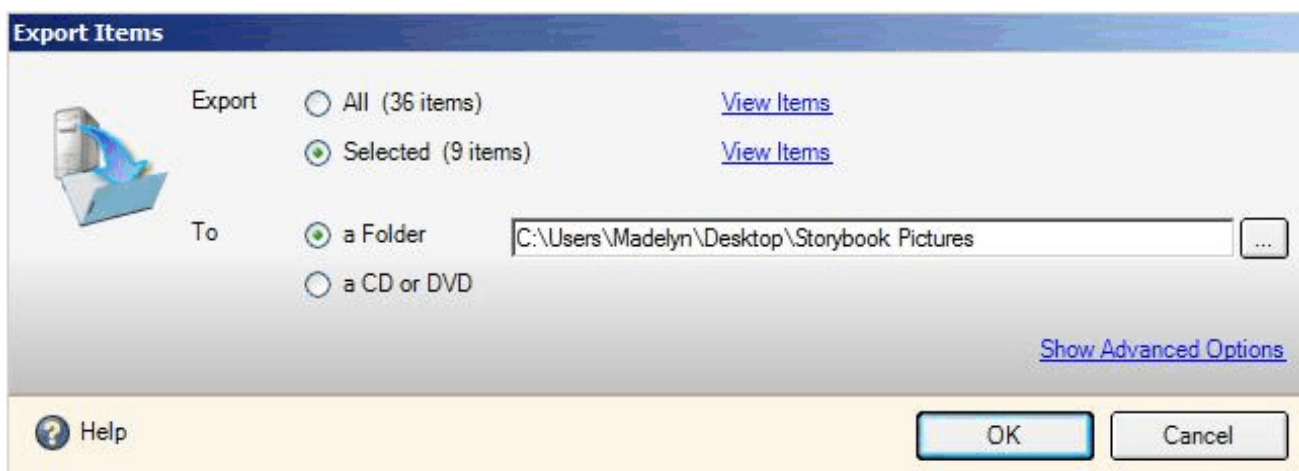 Export Items
Export All (36 items) View Items
Selected (9 items) View Items
To a Folder C:\Users\Madelyn\Desktop\Storybook Pictures ...
a CD or DVD
Show Advanced Options
Help OK Cancel